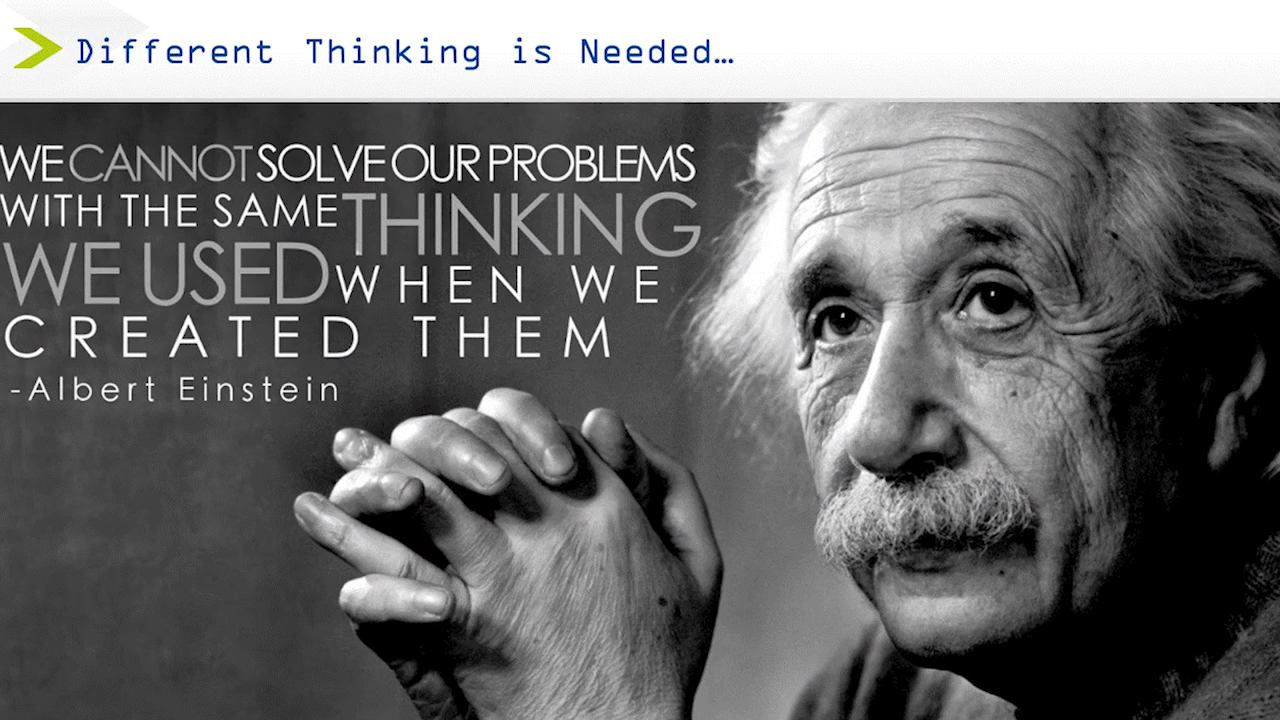 Different Thinking is Needed…
WE CANNOT SOLVE OUR PROBLEMS
WITH THE SAME THINKING
WE USED WHEN WE
CREATED THEM
-Albert Einstein